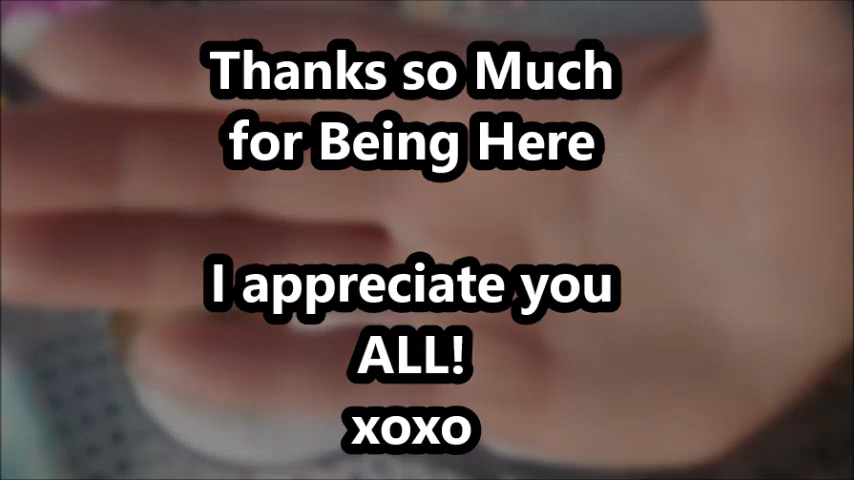 Thanks so Much
for Being Here
I appreciate you
ALL!
xoxo